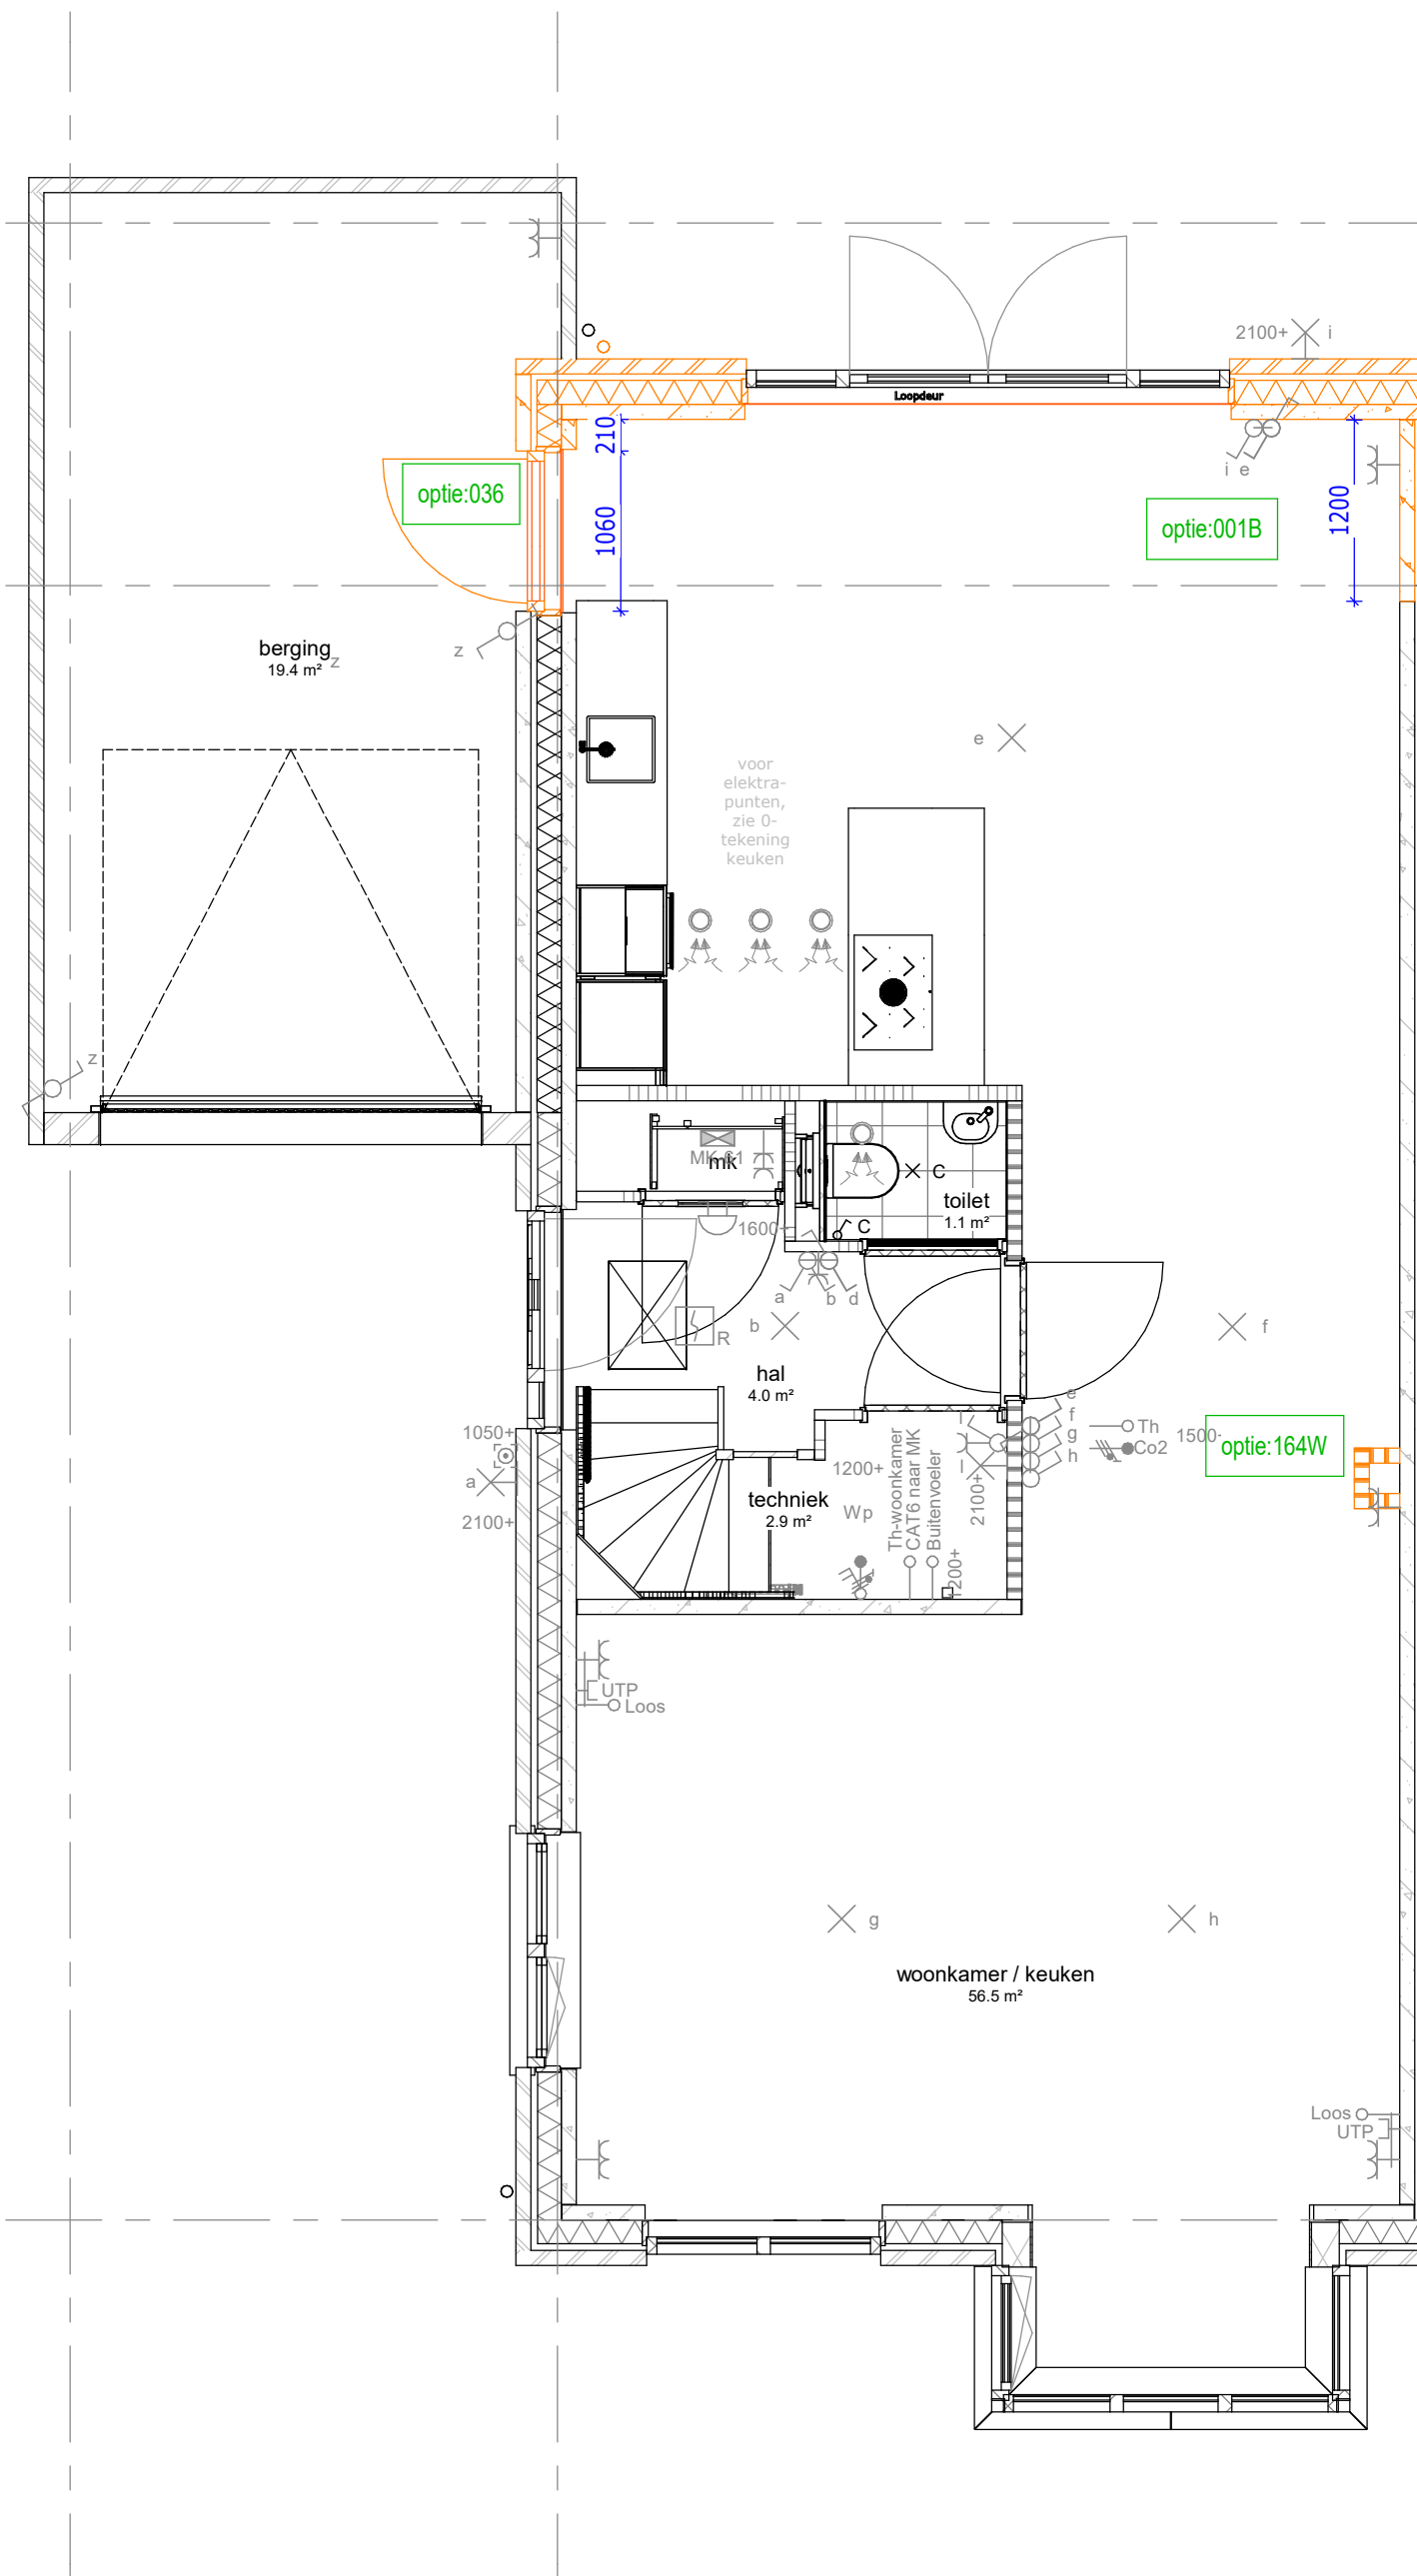 2100+
i
Loopdeur
210
i e
optie:036
1060
optie:001B
1200
berging
19.4 m²
z
z
e
voor
elektra-
punten,
zie 0-
tekening
keuken
z
MK-61
mk
C
toilet
1.1 m²
C
1600+
a
b
d
b
R
f
hal
4.0 m²
e
f
g
h
Th
Co2
1500-
optie:164W
1050+
a
2100+
techniek
2.9 m²
1200+
Wp
Th-woonkamer
CAT6 naar MK
Buitenvoeler
1200+
2100+
UTP
Loos
g
h
woonkamer / keuken
56.5 m²
Loos
UTP